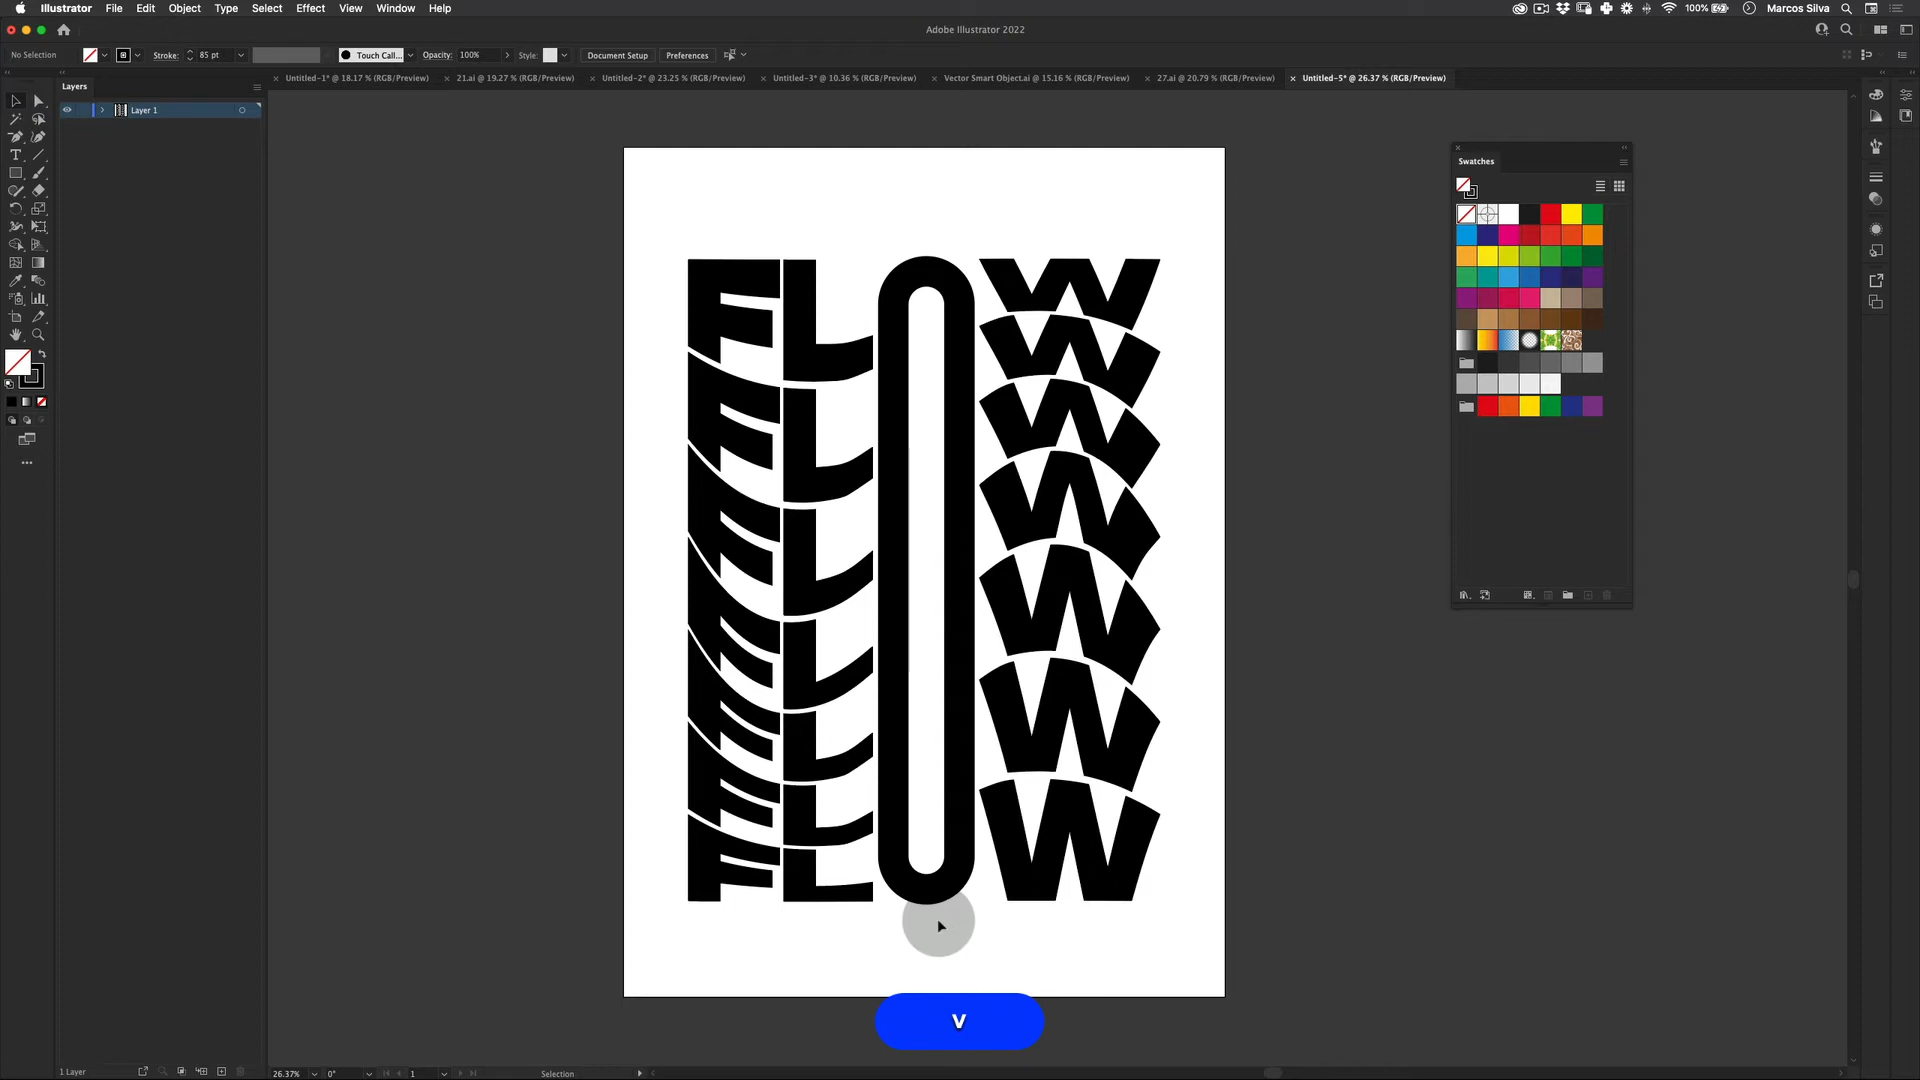 Illustrator File Edit Object Type Select Effect View Window Help 100% Marcos Silva
Adobe Illustrator 2022
No Selection Stroke: 85 pt Touch Call... Opacity: 100% Style: Document Setup Preferences
Untitled-1* @ 18.17 % (RGB/Preview) 21.ai @ 19.27 % (RGB/Preview) Untitled-2* @ 23.25 % (RGB/Preview) Untitled-3* @ 10.36 % (RGB/Preview) Vector Smart Object.ai @ 15.16 % (RGB/Preview) 27.ai @ 20.79 % (RGB/Preview) Untitled-5* @ 26.37 % (RGB/Preview)
Layers
Layer 1
Swatches
F L O W
F L W
F L W
F L W
F L W
F L W
F L W
V
1 Layer 26.37% 0° 1 Selection